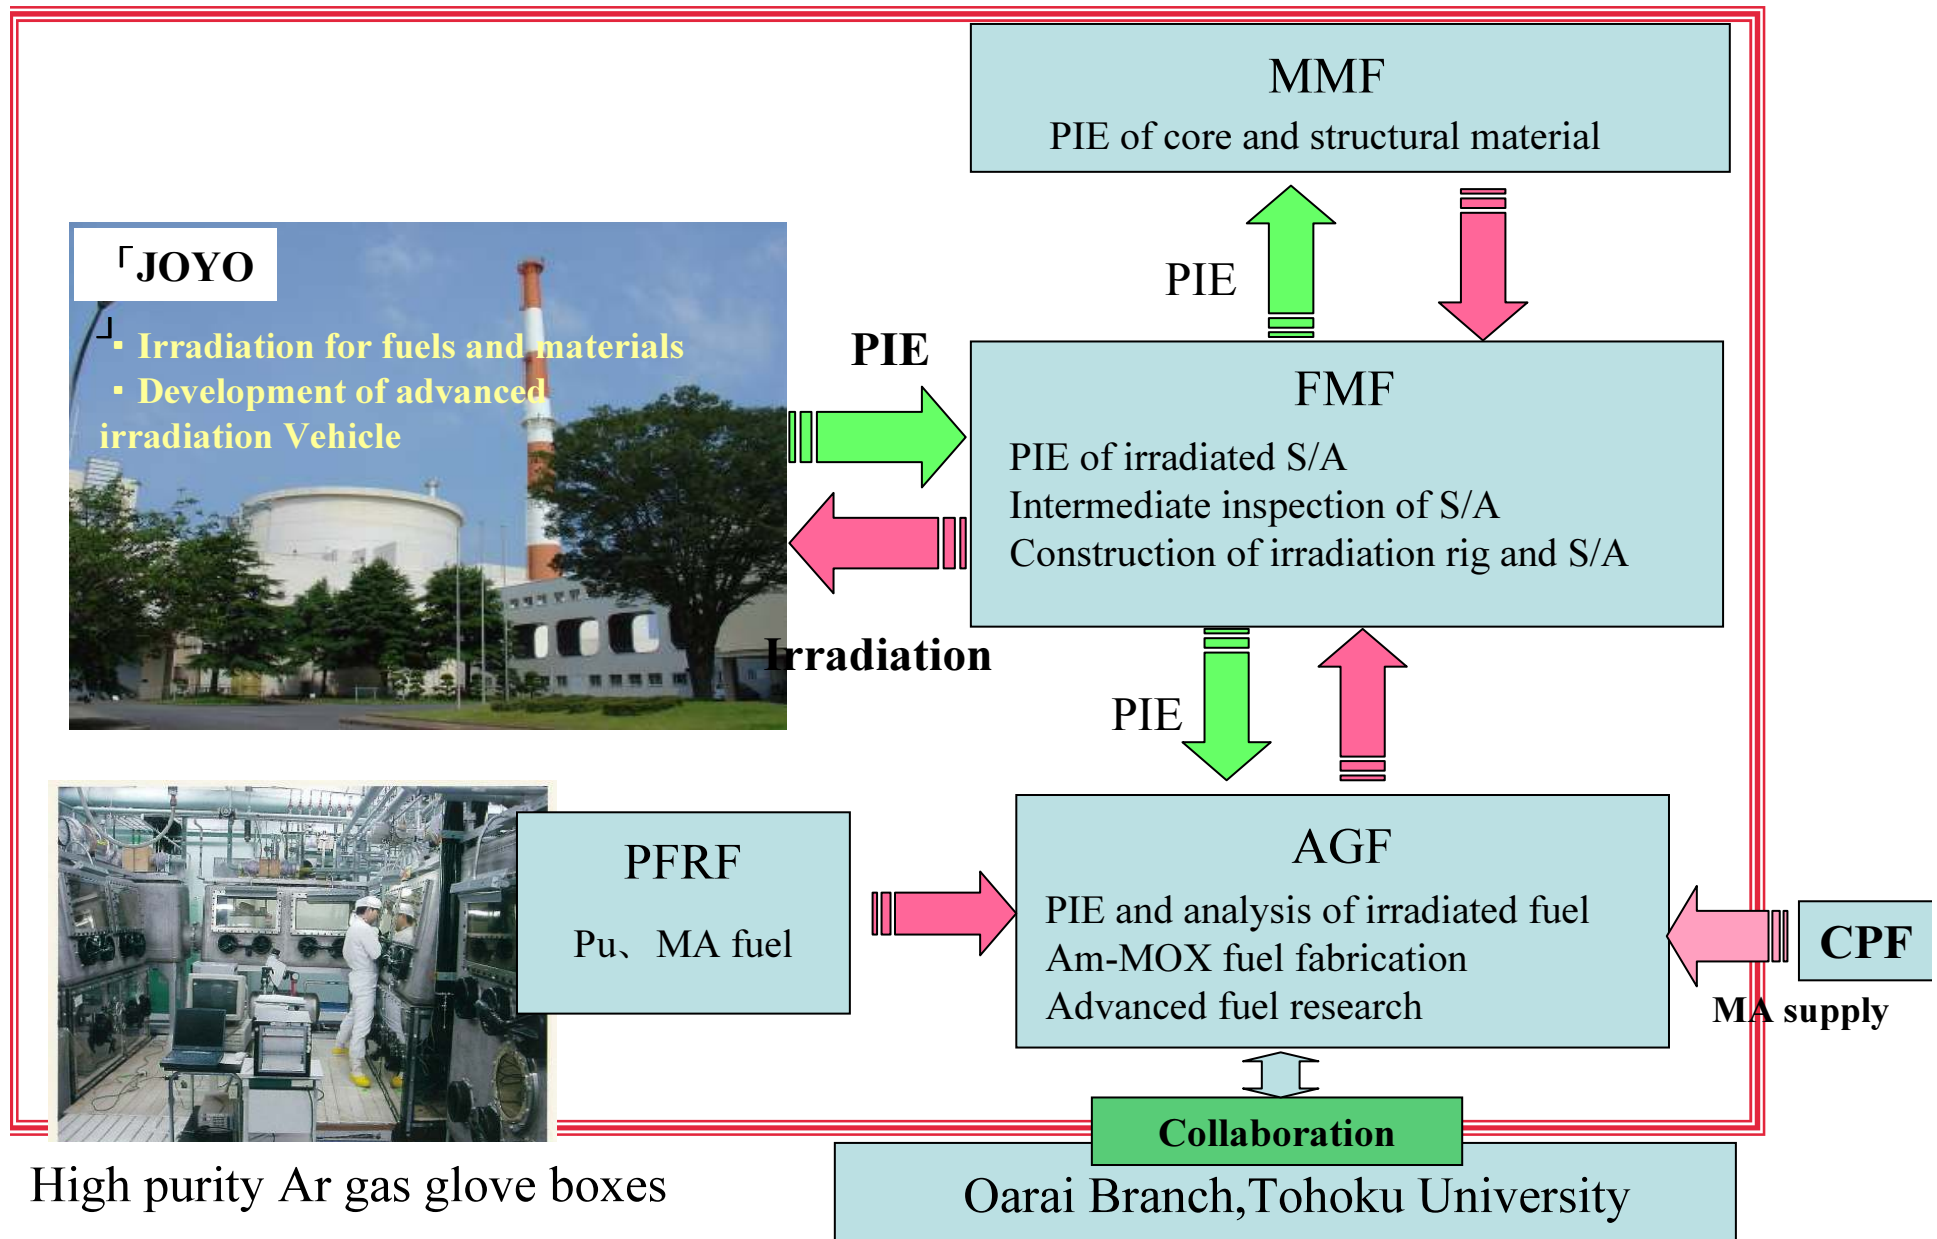 MMF
PIE of core and structural material
「JOYO
」
・Irradiation for fuels and materials
・Development of advanced
irradiation Vehicle
PIE
PIE
Irradiation
FMF
PIE of irradiated S/A
Intermediate inspection of S/A
Construction of irradiation rig and S/A
PIE
PFRF
Pu、MA fuel
AGF
PIE and analysis of irradiated fuel
Am-MOX fuel fabrication
Advanced fuel research
CPF
MA supply
Collaboration
High purity Ar gas glove boxes
Oarai Branch,Tohoku University